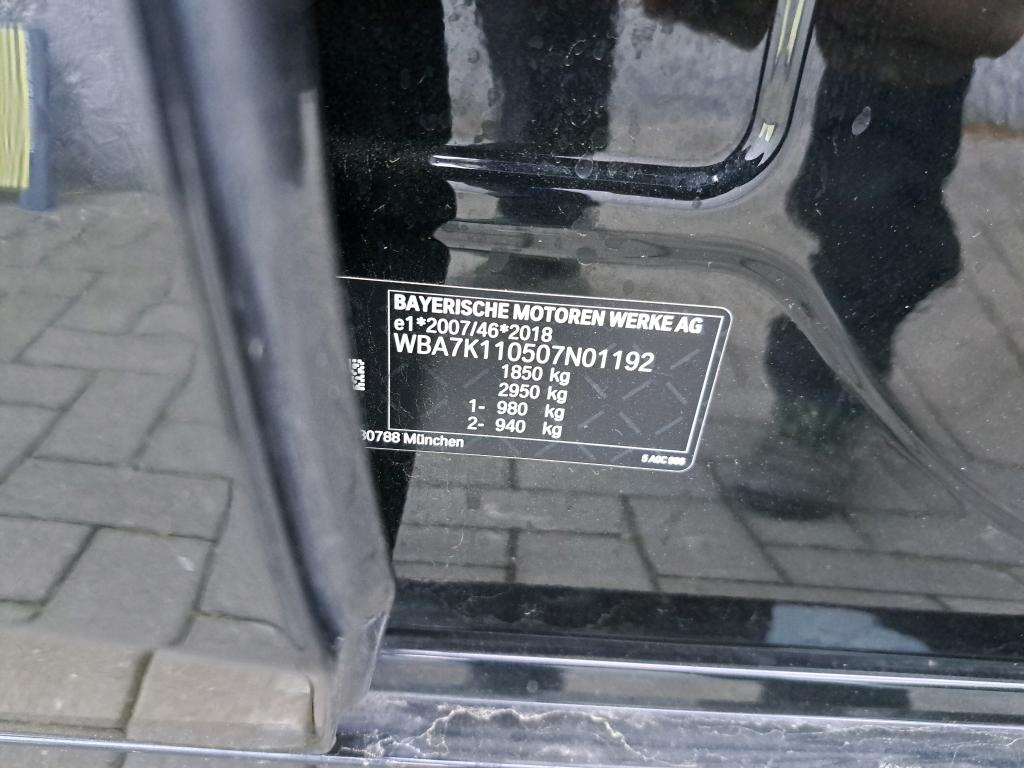 BAYERISCHE MOTOREN WERKE AG
e1*2007/46*2018
WBA7K110507N01192
1850 kg
2950 kg
1- 980 kg
2- 940 kg
80788 München